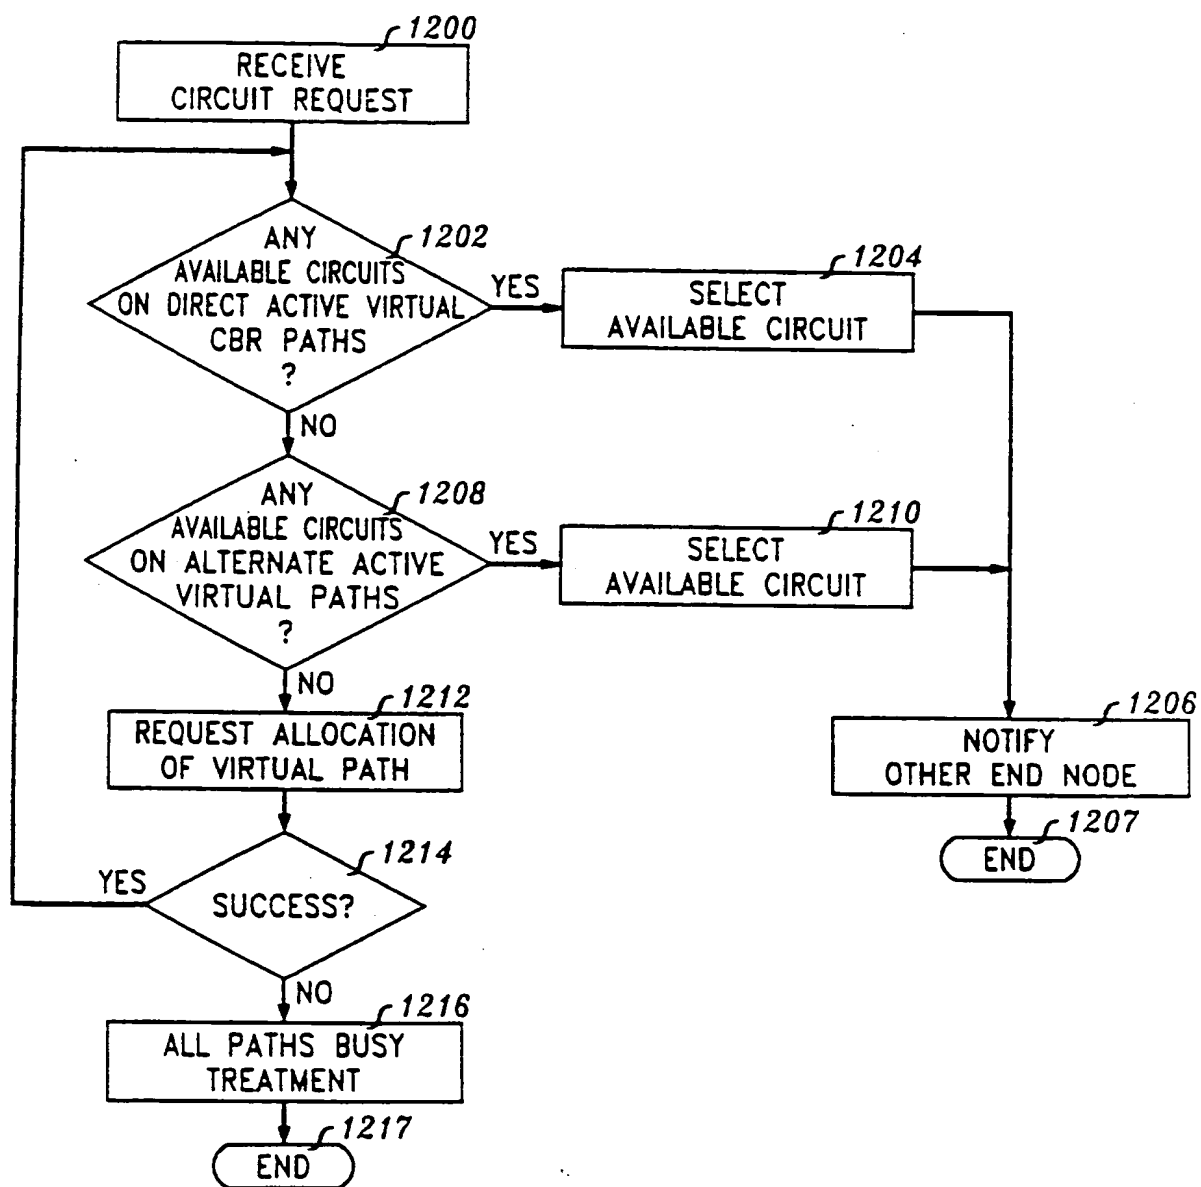 1200
RECEIVE
CIRCUIT REQUEST
1202
ANY
AVAILABLE CIRCUITS
ON DIRECT ACTIVE VIRTUAL
CBR PATHS
?
YES
1204
SELECT
AVAILABLE CIRCUIT
NO
1208
ANY
AVAILABLE CIRCUITS
ON ALTERNATE ACTIVE
VIRTUAL PATHS
?
YES
1210
SELECT
AVAILABLE CIRCUIT
NO
1212
REQUEST ALLOCATION
OF VIRTUAL PATH
1206
NOTIFY
OTHER END NODE
1207
END
1214
SUCCESS?
YES
NO
1216
ALL PATHS BUSY
TREATMENT
1217
END